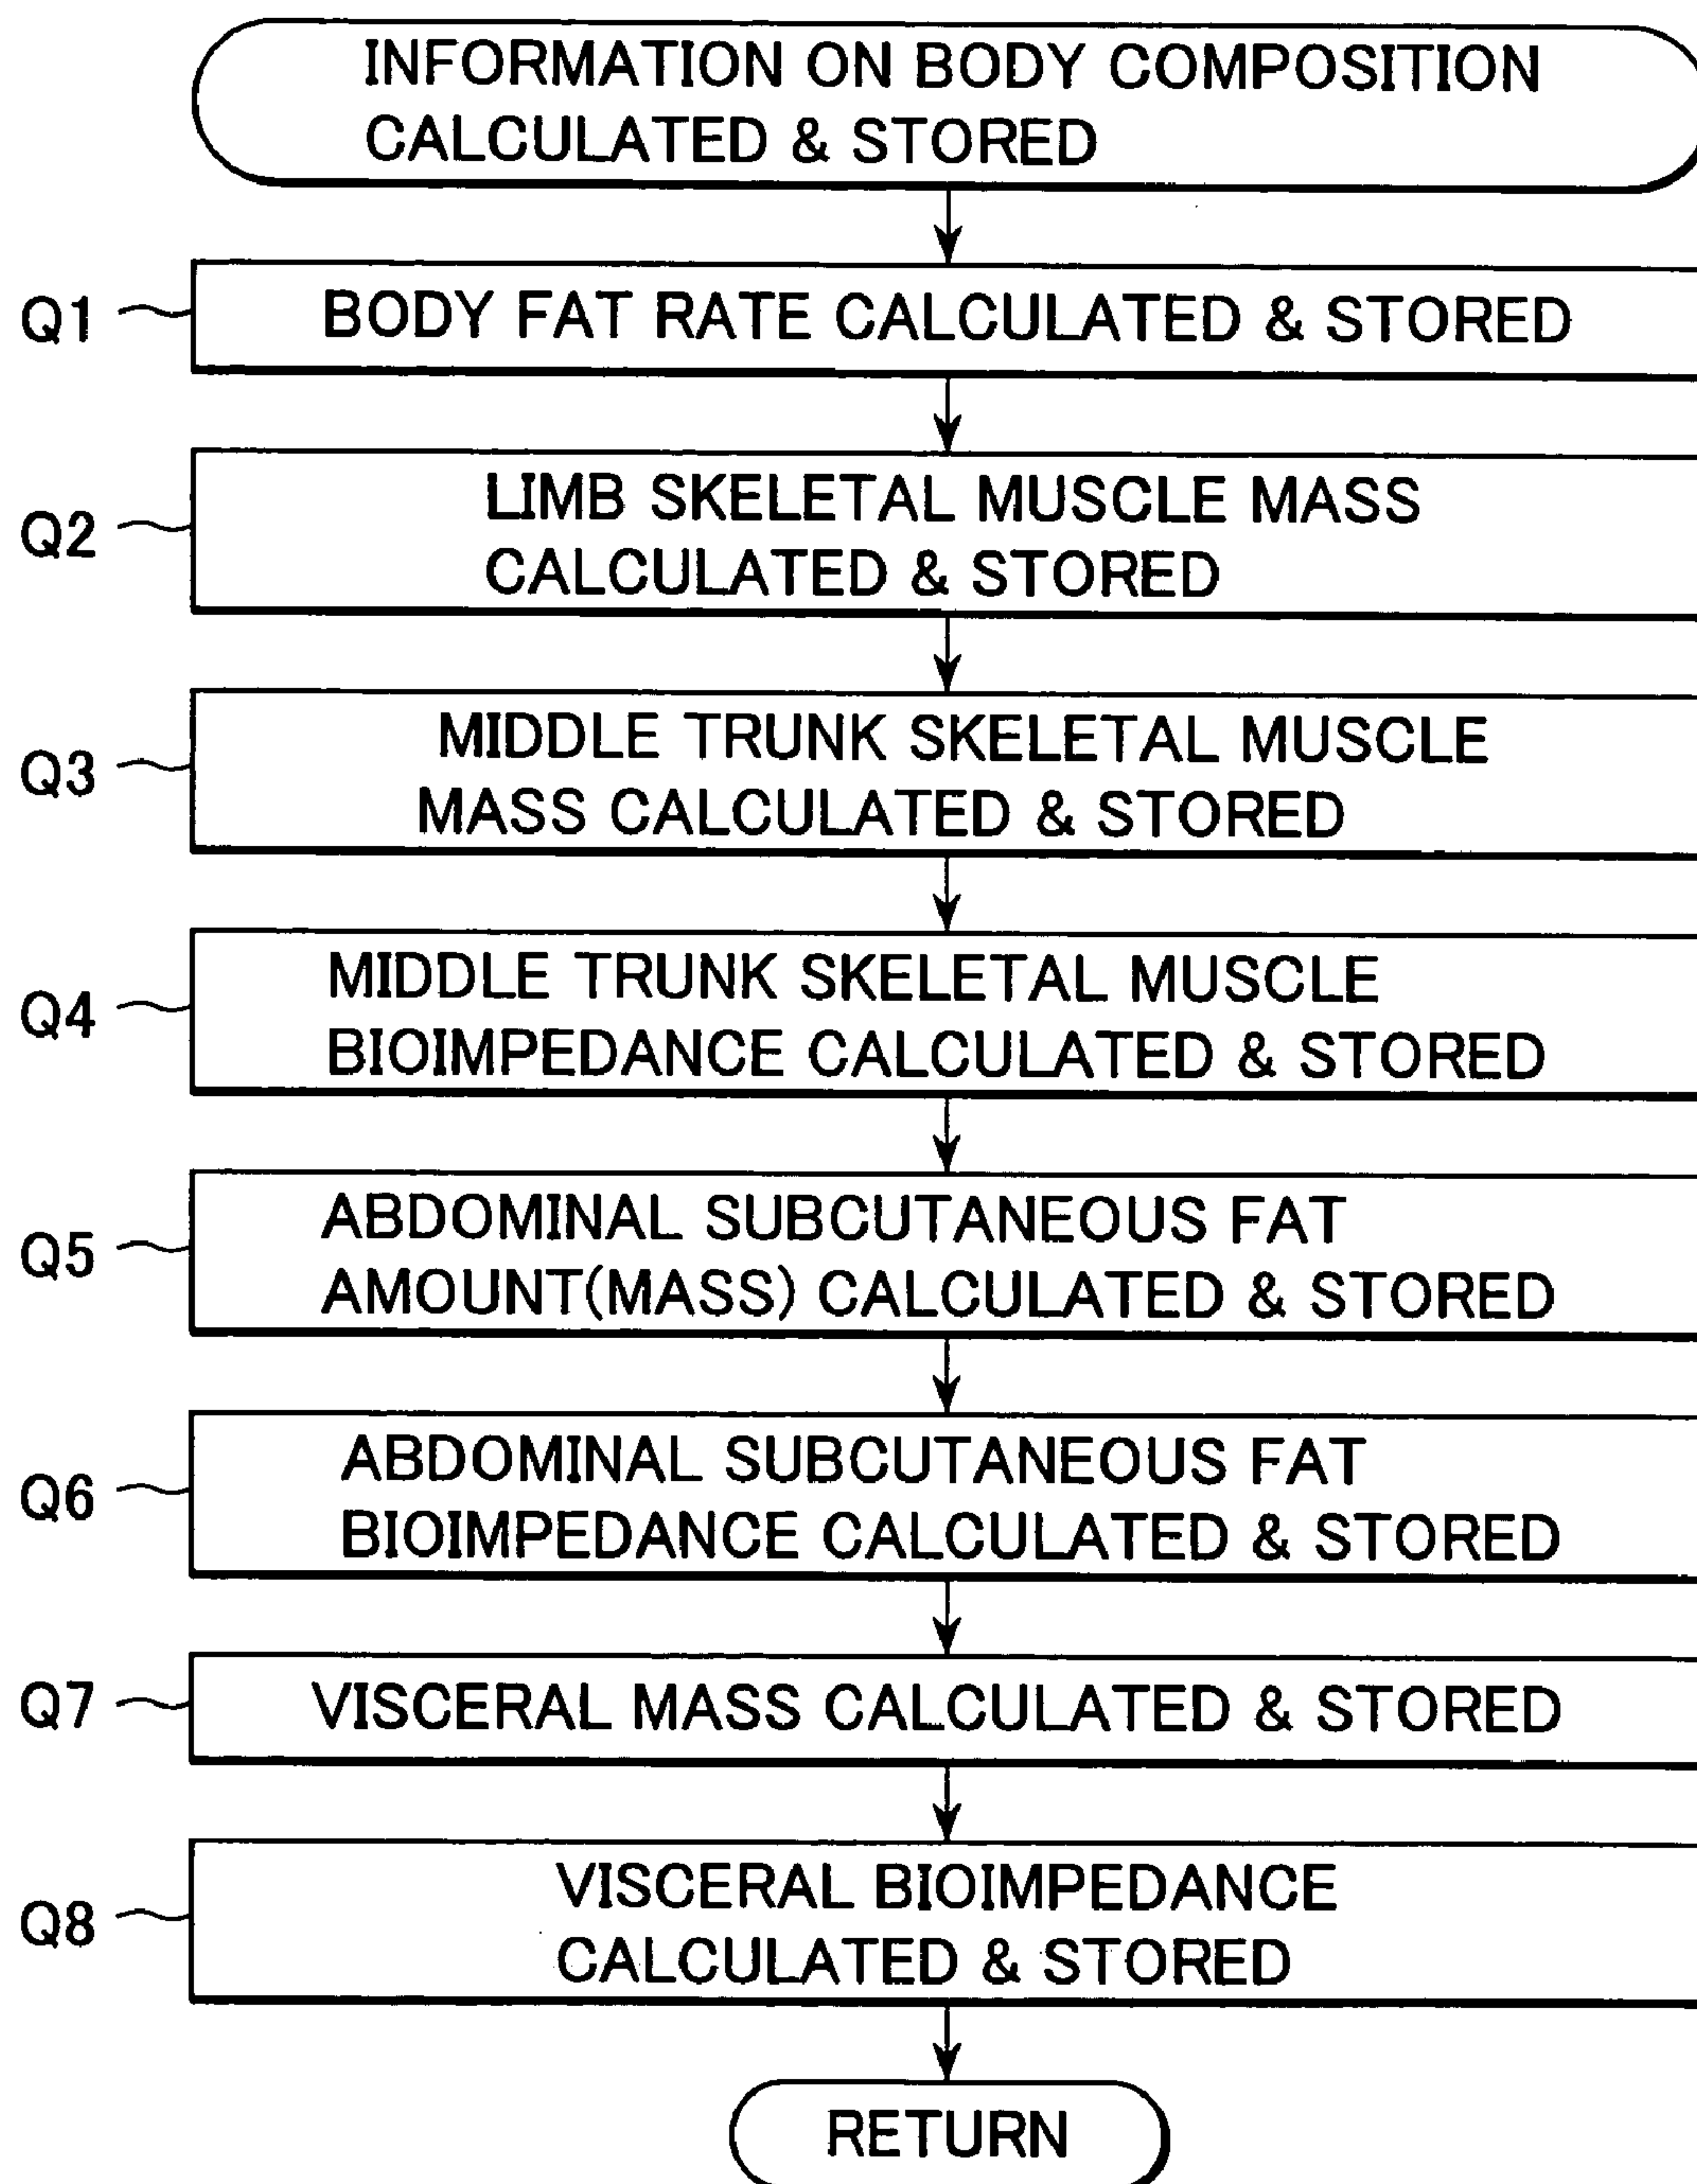 INFORMATION ON BODY COMPOSITION
CALCULATED & STORED
Q1
BODY FAT RATE CALCULATED & STORED
Q2
LIMB SKELETAL MUSCLE MASS
CALCULATED & STORED
Q3
MIDDLE TRUNK SKELETAL MUSCLE
MASS CALCULATED & STORED
Q4
MIDDLE TRUNK SKELETAL MUSCLE
BIOIMPEDANCE CALCULATED & STORED
Q5
ABDOMINAL SUBCUTANEOUS FAT
AMOUNT(MASS) CALCULATED & STORED
Q6
ABDOMINAL SUBCUTANEOUS FAT
BIOIMPEDANCE CALCULATED & STORED
Q7
VISCERAL MASS CALCULATED & STORED
Q8
VISCERAL BIOIMPEDANCE
CALCULATED & STORED
RETURN